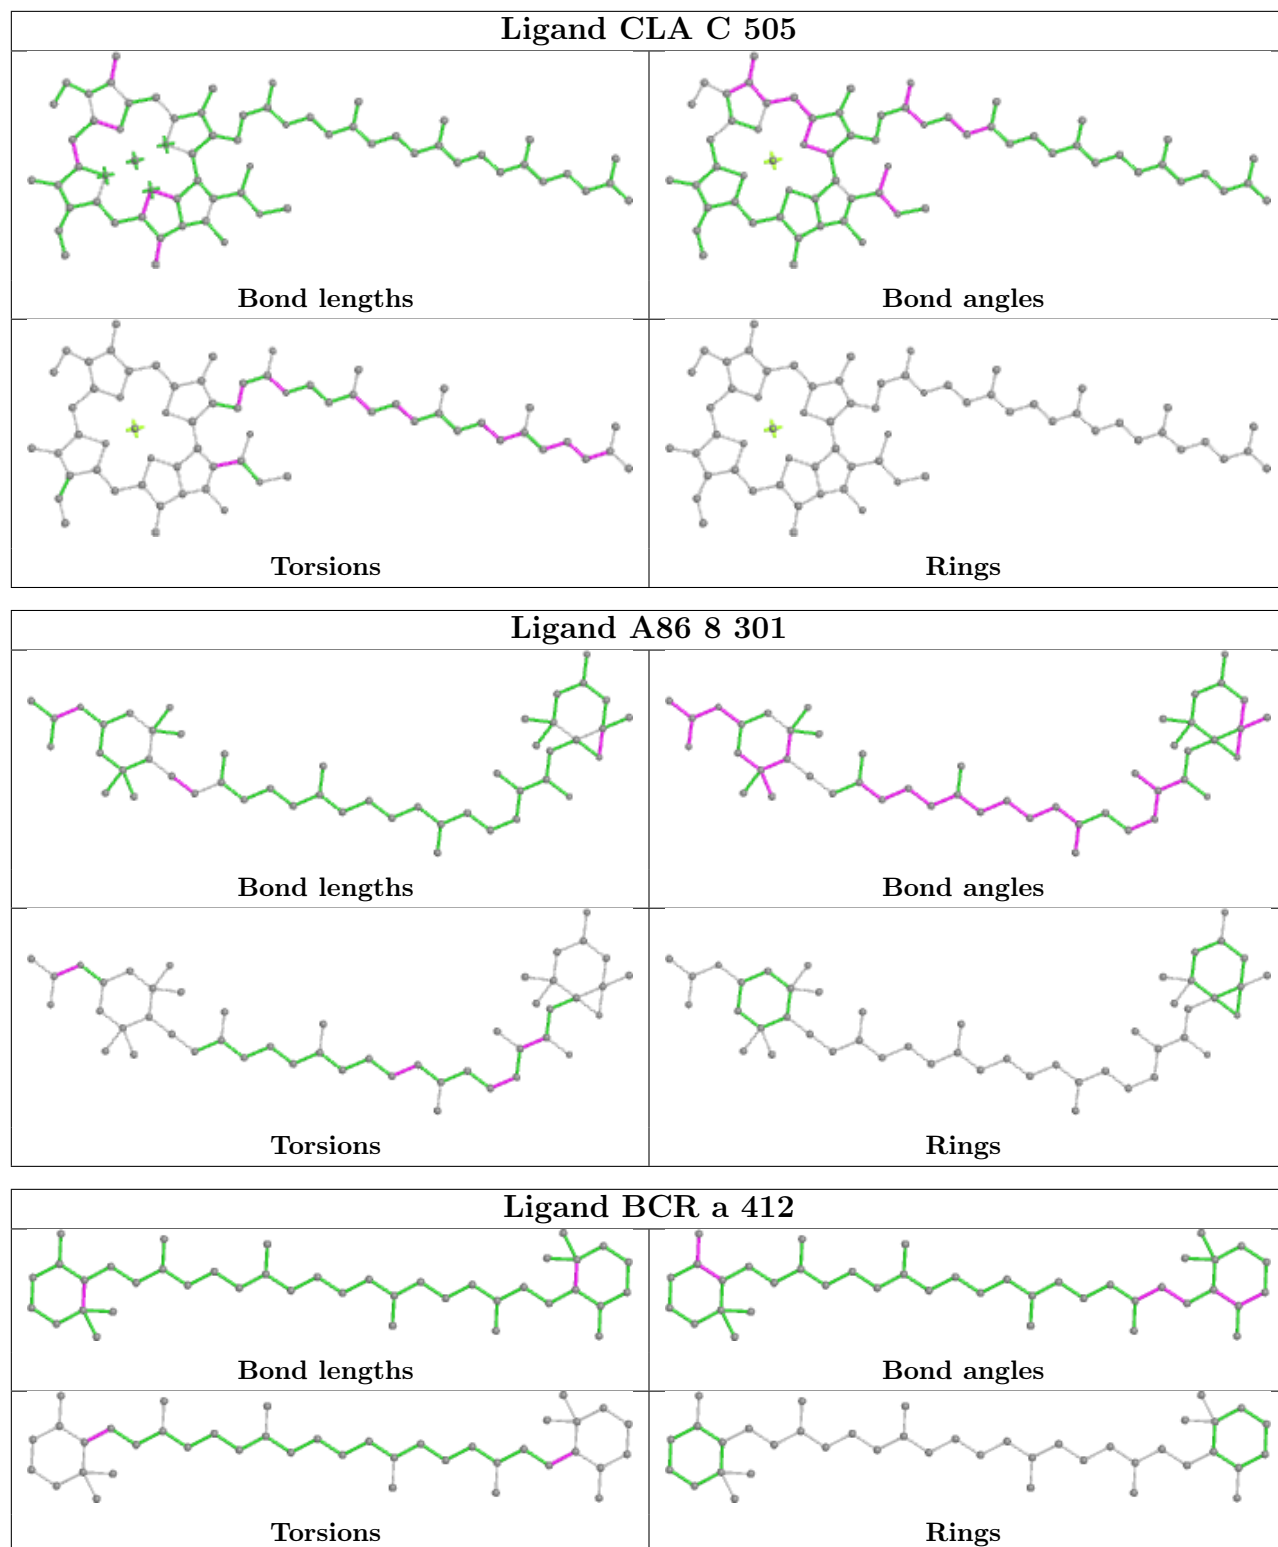 Ligand CLA C 505
Bond lengths
Bond angles
Torsions
Rings
Ligand A86 8 301
Bond lengths
Bond angles
Torsions
Rings
Ligand BCR a 412
Bond lengths
Bond angles
Torsions
Rings